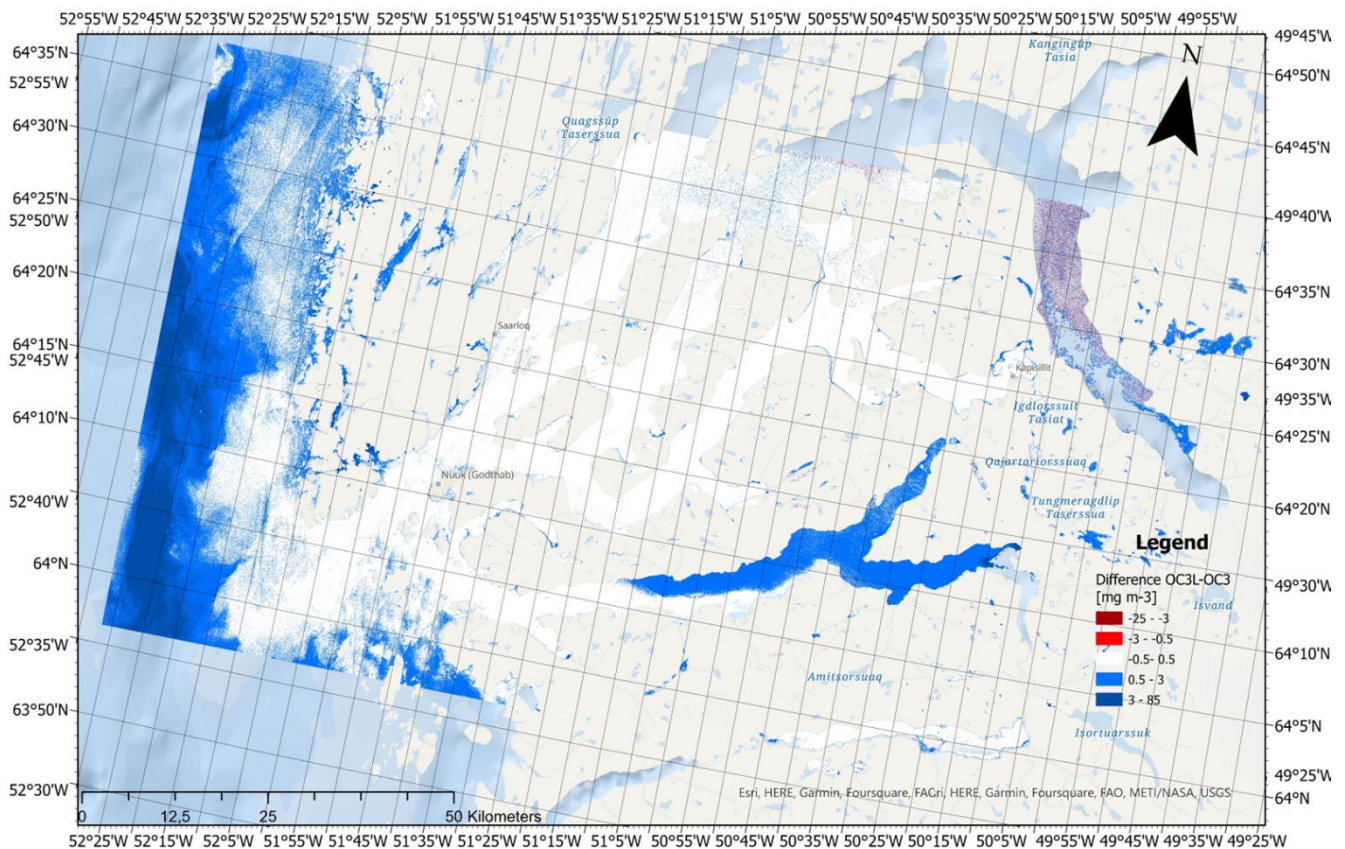 52°55'W 52°45'W 52°35'W 52°25'W 52°15'W 52°5'W 51°55'W 51°45'W 51°35'W 51°25'W 51°15'W 51°5'W 50°55'W 50°45'W 50°35'W 50°25'W 50°15'W 50°5'W 49°55'W
64°35'N
52°55'W
64°30'N
64°25'N
52°50'W
64°20'N
64°15'N
52°45'W
64°10'N
52°40'W
64°N
52°35'W
63°50'N
52°30'W
Kangingûp
Tasia
N
Quagssûp
Taserssua
Saarloq
Kapisillit
Igdlorssuit
Tasiat
Nuuk (Godthab)
Qajartariorssuaq
Tungmeragdlip
Taserssua
Isvand
Amitsorsuaq
Isortuarssuk
Legend
Difference OC3L-OC3
[mg m-3]
-25 - -3
-3 - -0.5
-0.5- 0.5
0.5 - 3
3 - 85
49°45'W
64°50'N
64°45'N
49°40'W
64°35'N
64°30'N
49°35'W
64°25'N
64°20'N
49°30'W
64°10'N
64°5'N
49°25'W
64°N
Esri, HERE, Garmin, Foursquare, FAGri, HERE, Garmin, Foursquare, FAO, METI/NASA, USGS
0 12,5 25 50 Kilometers
52°25'W 52°15'W 52°5'W 51°55'W 51°45'W 51°35'W 51°25'W 51°15'W 51°5'W 50°55'W 50°45'W 50°35'W 50°25'W 50°15'W 50°5'W 49°55'W 49°45'W 49°35'W 49°25'W